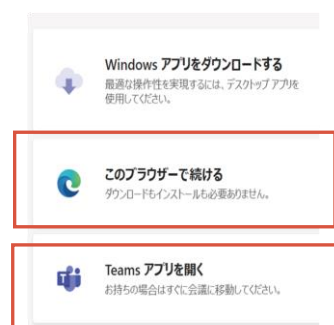 Windows アプリをダウンロードする
最適な操作性を実現するには、デスクトップ アプリを
使用してください。
このブラウザーで続ける
ダウンロードもインストールも必要ありません。
Teams アプリを開く
お持ちの場合はすぐに会議に移動してください。